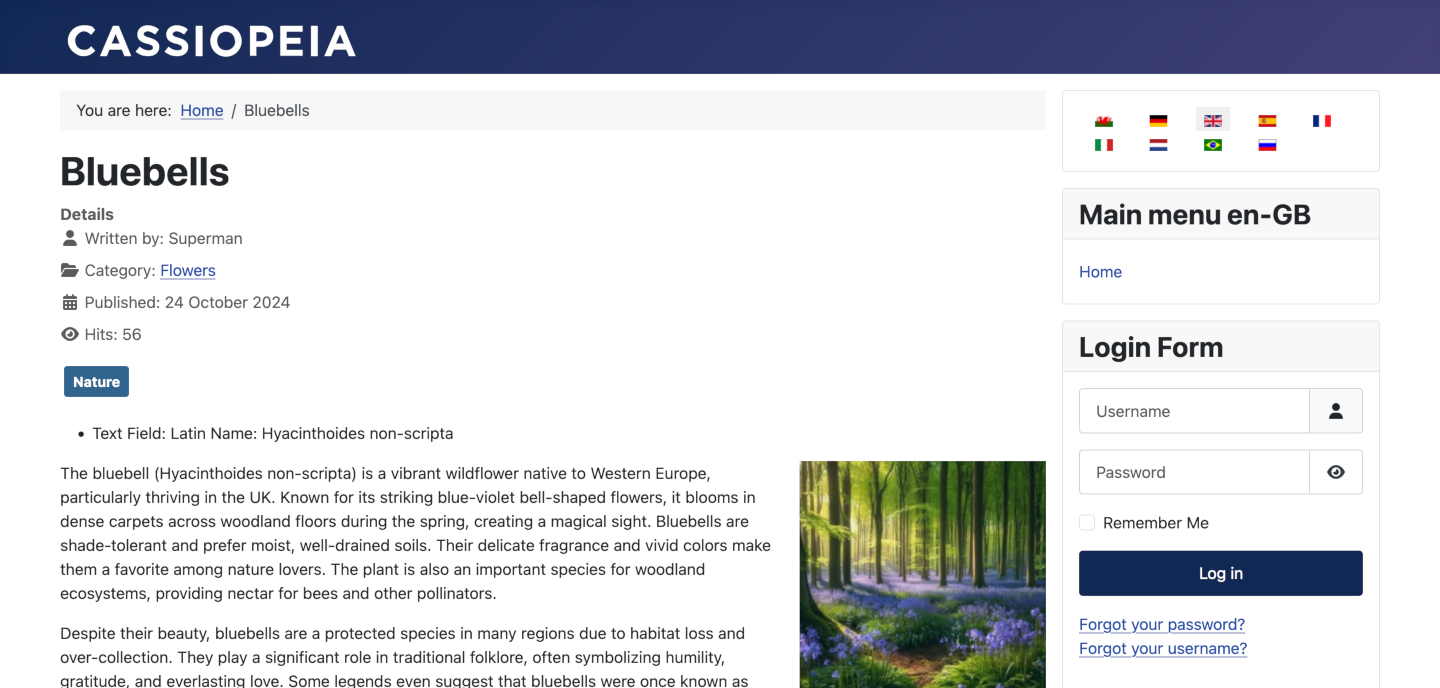 CASSIOPEIA
You are here: Home / Bluebells
Bluebells
Details
Written by: Superman
Category: Flowers
Published: 24 October 2024
Hits: 56
Nature
• Text Field: Latin Name: Hyacinthoides non-scripta
The bluebell (Hyacinthoides non-scripta) is a vibrant wildflower native to Western Europe,
particularly thriving in the UK. Known for its striking blue-violet bell-shaped flowers, it blooms in
dense carpets across woodland floors during the spring, creating a magical sight. Bluebells are
shade-tolerant and prefer moist, well-drained soils. Their delicate fragrance and vivid colors make
them a favorite among nature lovers. The plant is also an important species for woodland
ecosystems, providing nectar for bees and other pollinators.
Despite their beauty, bluebells are a protected species in many regions due to habitat loss and
over-collection. They play a significant role in traditional folklore, often symbolizing humility,
gratitude, and everlasting love. Some legends even suggest that bluebells were once known as
Main menu en-GB
Home
Login Form
Username
Password
Remember Me
Log in
Forgot your password?
Forgot your username?